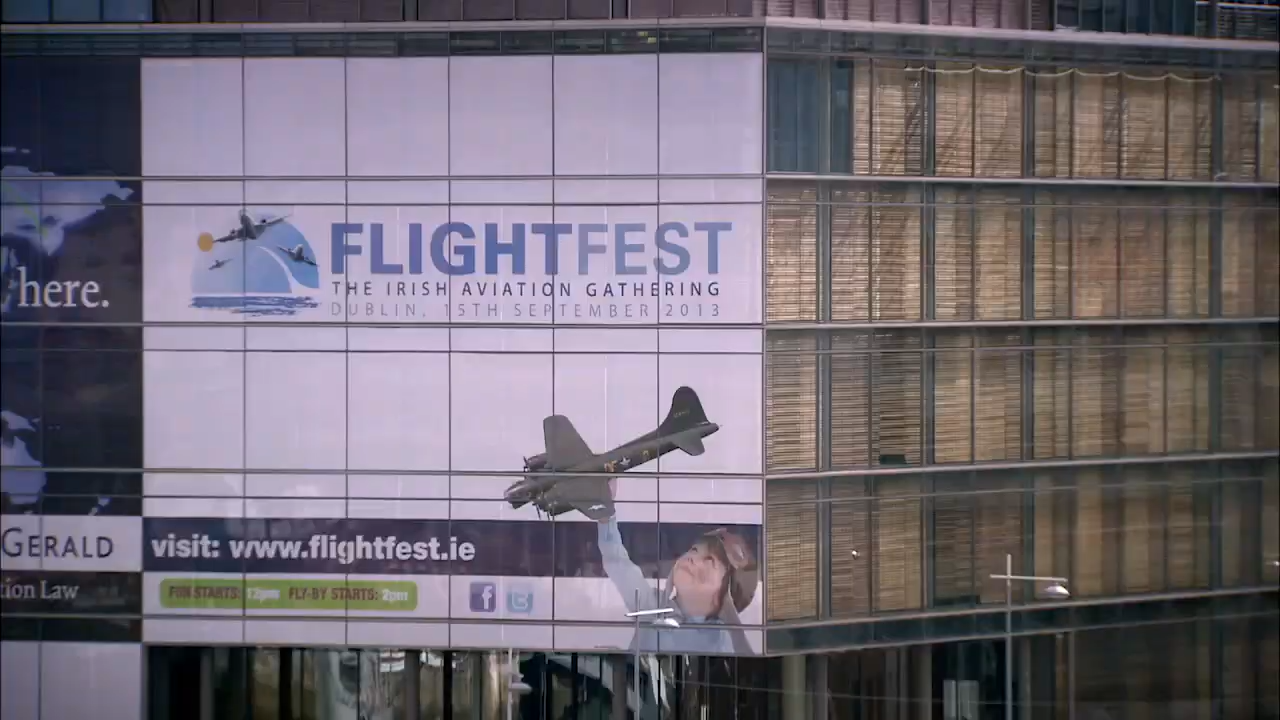 here.
FLIGHTFEST
THE IRISH AVIATION GATHERING
DUBLIN, 15TH SEPTEMBER 2013
GERALD
tion Law
visit: www.flightfest.ie
FUN STARTS: 12pm FLY-BY STARTS: 2pm